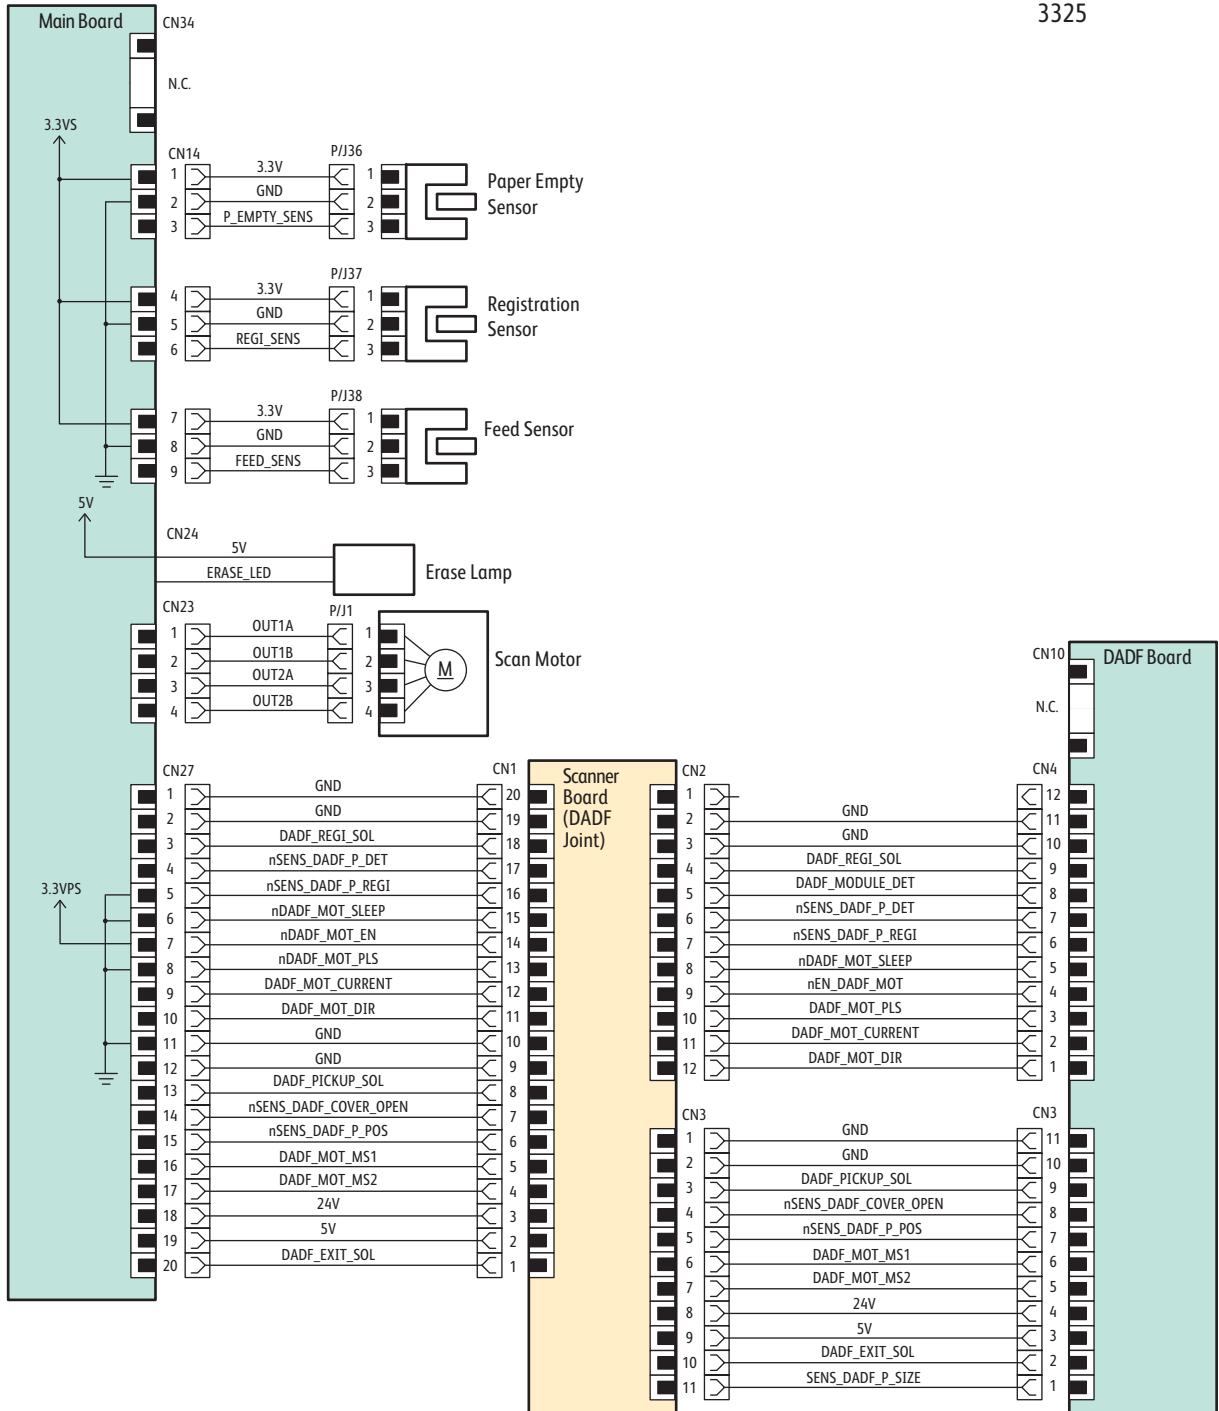 3325
Main Board
CN34
N.C.
3.3VS
CN14
P/J36
1 3.3V 1
2 GND 2
3 P_EMPTY_SENS 3
Paper Empty
Sensor
P/J37
4 3.3V 1
5 GND 2
6 REGI_SENS 3
Registration
Sensor
P/J38
7 3.3V 1
8 GND 2
9 FEED_SENS 3
Feed Sensor
5V
CN24
5V
ERASE_LED
Erase Lamp
CN23
P/J1
1 OUT1A 1
2 OUT1B 2
3 OUT2A 3
4 OUT2B 4
M
Scan Motor
CN10
DADF Board
N.C.
3.3VPS
CN27
CN1
1 GND 20
2 GND 19
3 DADF_REGI_SOL 18
4 nSENS_DADF_P_DET 17
5 nSENS_DADF_P_REGI 16
6 nDADF_MOT_SLEEP 15
7 nDADF_MOT_EN 14
8 nDADF_MOT_PLS 13
9 DADF_MOT_CURRENT 12
10 DADF_MOT_DIR 11
11 GND 10
12 GND 9
13 DADF_PICKUP_SOL 8
14 nSENS_DADF_COVER_OPEN 7
15 nSENS_DADF_P_POS 6
16 DADF_MOT_MS1 5
17 DADF_MOT_MS2 4
18 24V 3
19 5V 2
20 DADF_EXIT_SOL 1
Scanner
Board
(DADF
Joint)
CN2
CN4
1 12
2 GND 11
3 GND 10
4 DADF_REGI_SOL 9
5 DADF_MODULE_DET 8
6 nSENS_DADF_P_DET 7
7 nSENS_DADF_P_REGI 6
8 nDADF_MOT_SLEEP 5
9 nEN_DADF_MOT 4
10 DADF_MOT_PLS 3
11 DADF_MOT_CURRENT 2
12 DADF_MOT_DIR 1
CN3
CN3
1 GND 11
2 GND 10
3 DADF_PICKUP_SOL 9
4 nSENS_DADF_COVER_OPEN 8
5 nSENS_DADF_P_POS 7
6 DADF_MOT_MS1 6
7 DADF_MOT_MS2 5
8 24V 4
9 5V 3
10 DADF_EXIT_SOL 2
11 SENS_DADF_P_SIZE 1